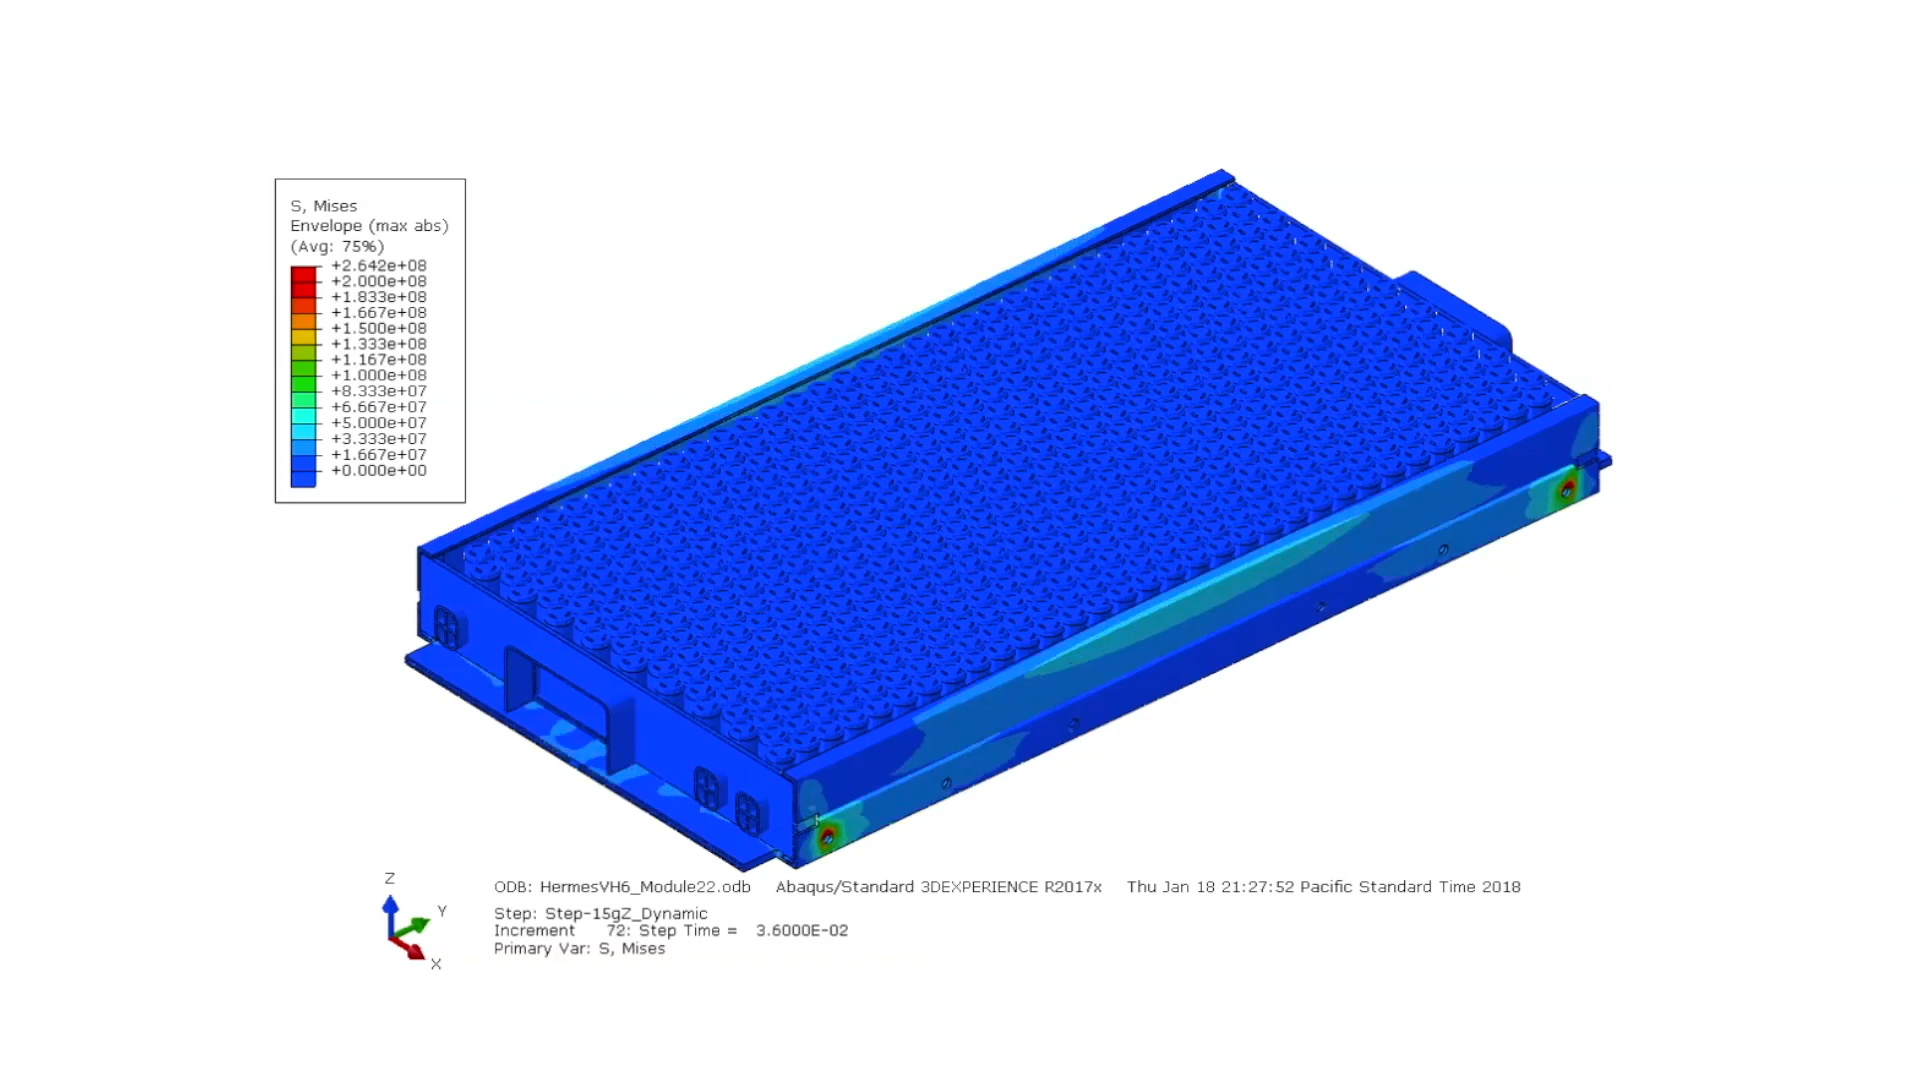 S, Mises
Envelope (max abs)
(Avg: 75%)
+2.642e+08
+2.000e+08
+1.833e+08
+1.667e+08
+1.500e+08
+1.333e+08
+1.167e+08
+1.000e+08
+8.333e+07
+6.667e+07
+5.000e+07
+3.333e+07
+1.667e+07
+0.000e+00
Z
Y
X
ODB: HermesVH6_Module22.odb Abaqus/Standard 3DEXPERIENCE R2017x Thu Jan 18 21:27:52 Pacific Standard Time 2018
Step: Step-15gZ_Dynamic
Increment 72: Step Time = 3.6000E-02
Primary Var: S, Mises